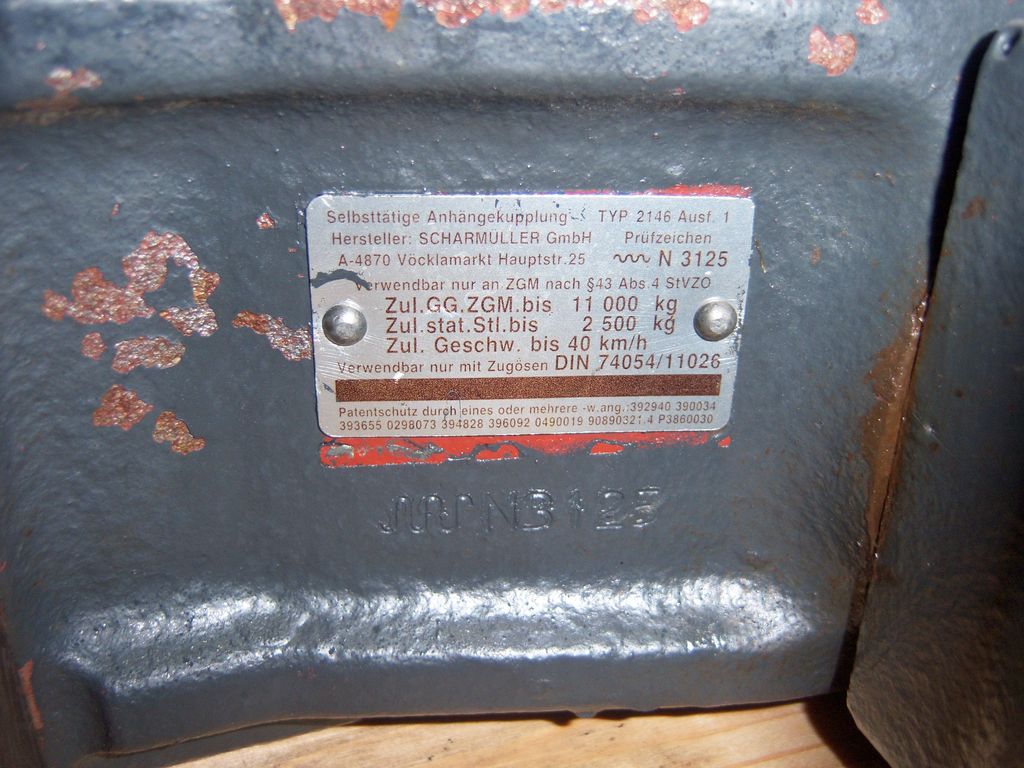 Selbsttätige Anhängekupplung TYP 2146 Ausf. 1
Hersteller: SCHARMÜLLER GmbH Prüfzeichen
A-4870 Vöcklamarkt Hauptstr.25 N 3125
Verwendbar nur an ZGM nach §43 Abs.4 StVZO
Zul.GG.ZGM.bis 11 000 kg
Zul.stat.Stl.bis 2 500 kg
Zul. Geschw. bis 40 km/h
Verwendbar nur mit Zugösen DIN 74054/11026
Patentschutz durch eines oder mehrere -w.ang.:392940 390034
393655 0298073 394828 396092 0490019 90890321.4 P3860030
N3125